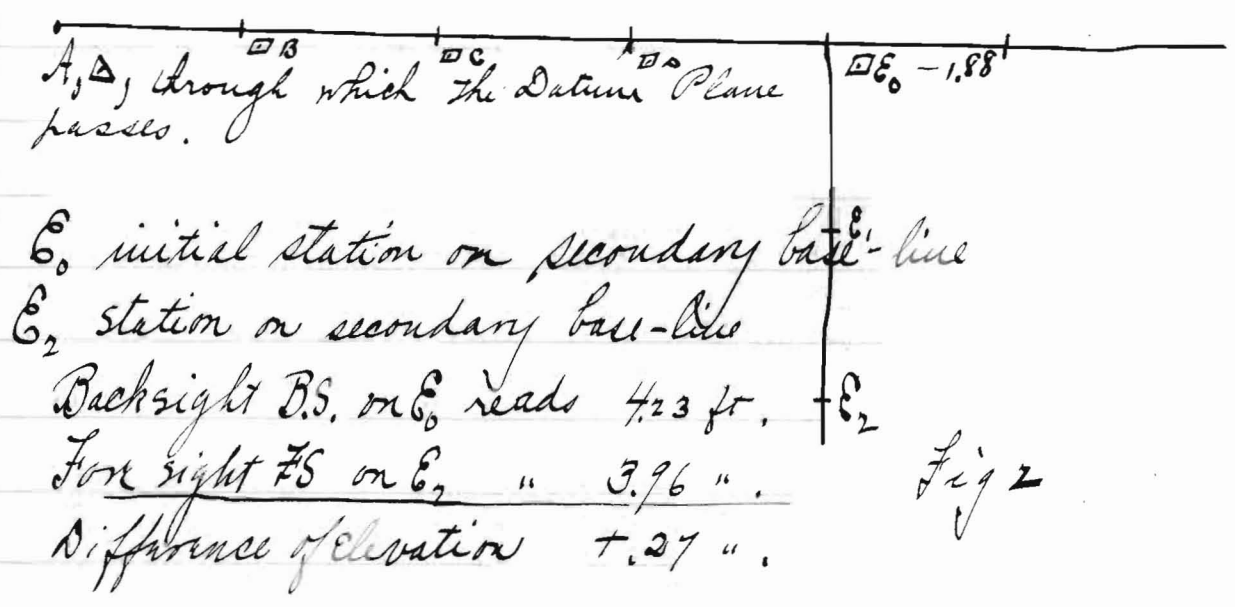 ⊡B ⊡C ⊡D ⊡E₀ -1.88
A, △, through which the Datum Plane
passes.
E₁
E₀ initial station on secondary base-line
E₂ station on secondary base-line
Backsight B.S. on E₀ reads 4.23 ft.
E₂
Fore sight FS on E₂ " 3.96 ".
Fig 2
Difference of elevation +.27 ".